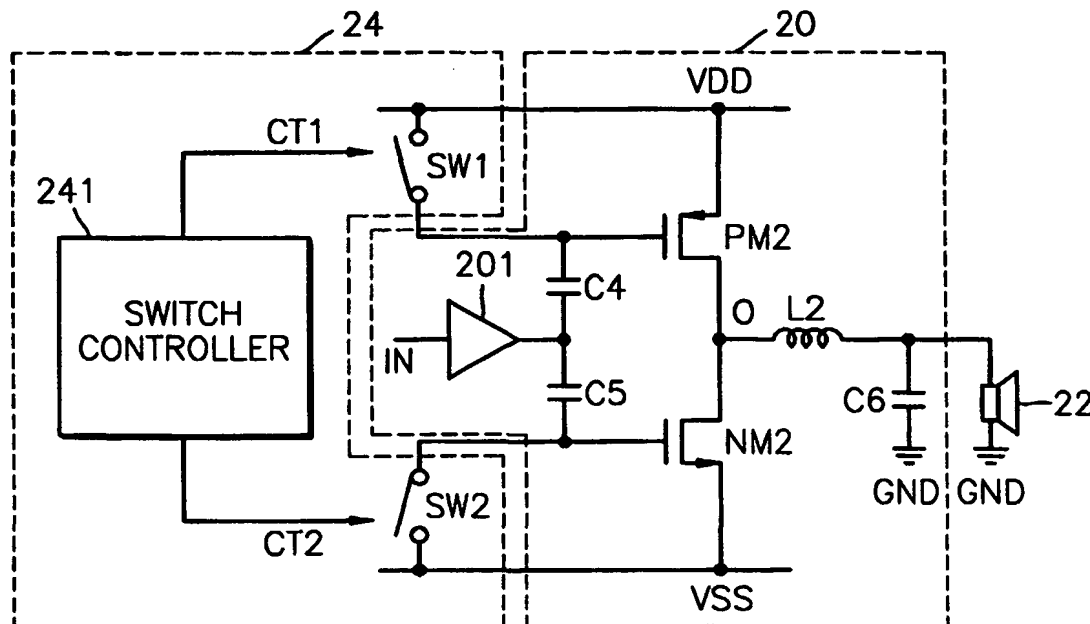 24
20
VDD
CT1
SW1
241
PM2
201
C4
O
L2
SWITCH
CONTROLLER
IN
C5
C6
22
NM2
GND
GND
SW2
CT2
VSS